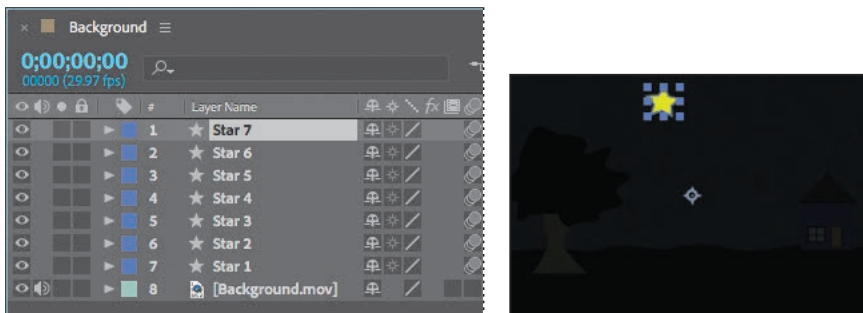 × Background ≡
0;00;00;00
00000 (29.97 fps)
# Layer Name fx
1 Star 7
2 Star 6
3 Star 5
4 Star 4
5 Star 3
6 Star 2
7 Star 1
8 [Background.mov]